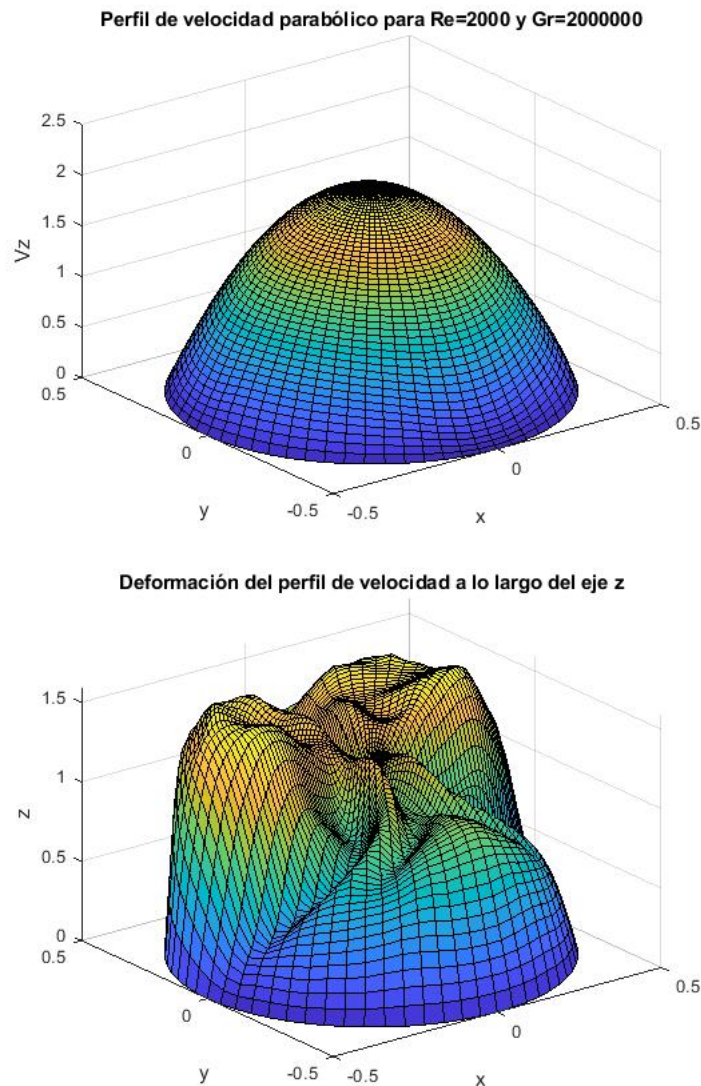 Perfil de velocidad parabólico para Re=2000 y Gr=2000000
2.5
2
1.5
1
0.5
0
Vz
0.5
0
-0.5
y
-0.5
0
0.5
x
Deformación del perfil de velocidad a lo largo del eje z
1.5
1
0.5
0
z
0.5
0
-0.5
y
-0.5
0
0.5
x